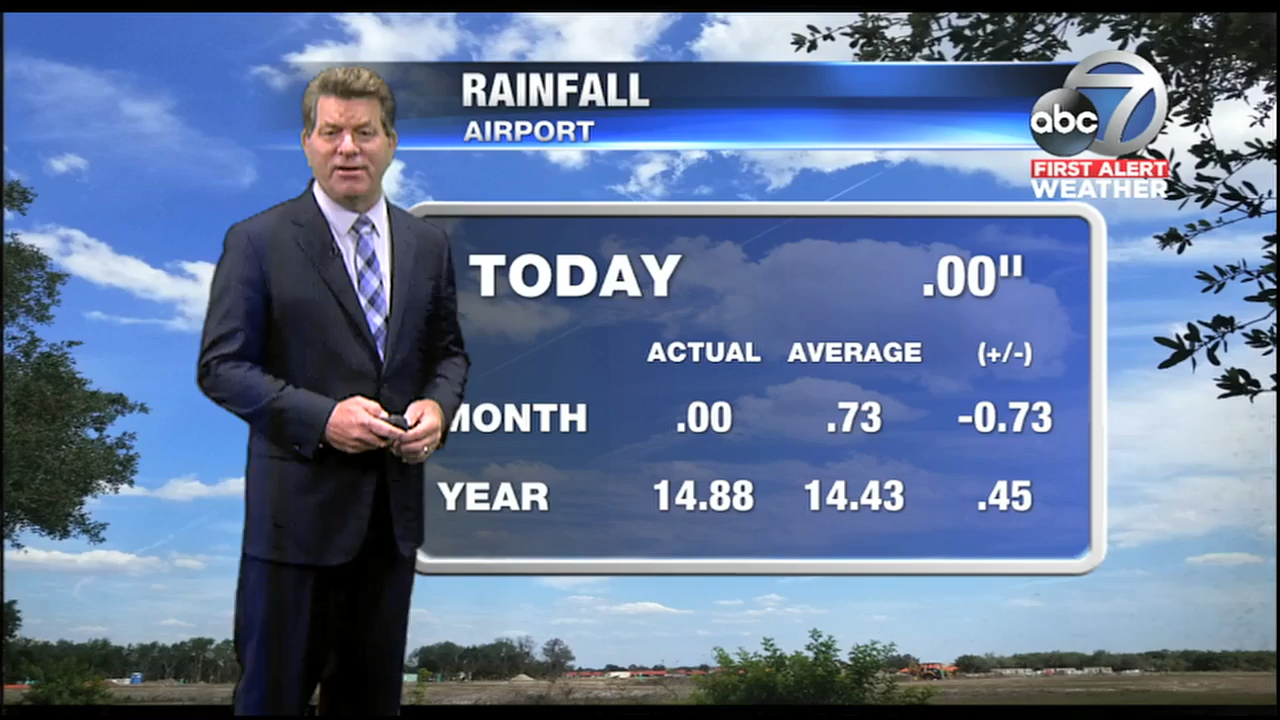 RAINFALL
AIRPORT
abc 7
FIRST ALERT
WEATHER
TODAY .00"
ACTUAL AVERAGE (+/-)
MONTH .00 .73 -0.73
YEAR 14.88 14.43 .45